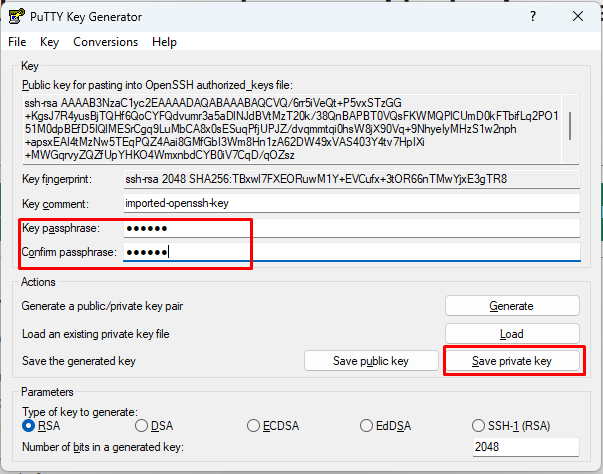 PuTTY Key Generator
File Key Conversions Help
Key
Public key for pasting into OpenSSH authorized_keys file:
ssh-rsa AAAAB3NzaC1yc2EAAAADAQABAAABAQCVQ/6rr5iVeQt+P5vxSTzGG
+KgsJ7R4yusBjTQHf6QoCYFQdvumr3a5aDINJdBVtMzT20k/38QnBAPBT0VQsFKWMQPlCUmD0kFTbifLq2PO1
51M0dpBEfD5IQIMESrCgq9LuMbCA8x0sESuqPfjUPJZ/dvqmmtqi0hsW8jX90Vq+9NhyelyMHzS1w2nph
+apsxEAl4tMzNw5TEqPQZ4Aai8GMfGbI3Wm8Hn1zA62DW49xVAS403Y4tv7HpIXi
+MWGqrvyZQZfUpYHKO4WmxnbdCYB0iV7CqD/qOZsz
Key fingerprint: ssh-rsa 2048 SHA256:TBxwI7FXEORuwM1Y+EVCufx+3tOR66nTMwYjxE3gTR8
Key comment: imported-openssh-key
Key passphrase: ●●●●●●
Confirm passphrase: ●●●●●●
Actions
Generate a public/private key pair Generate
Load an existing private key file Load
Save the generated key Save public key Save private key
Parameters
Type of key to generate:
RSA DSA ECDSA EdDSA SSH-1 (RSA)
Number of bits in a generated key: 2048